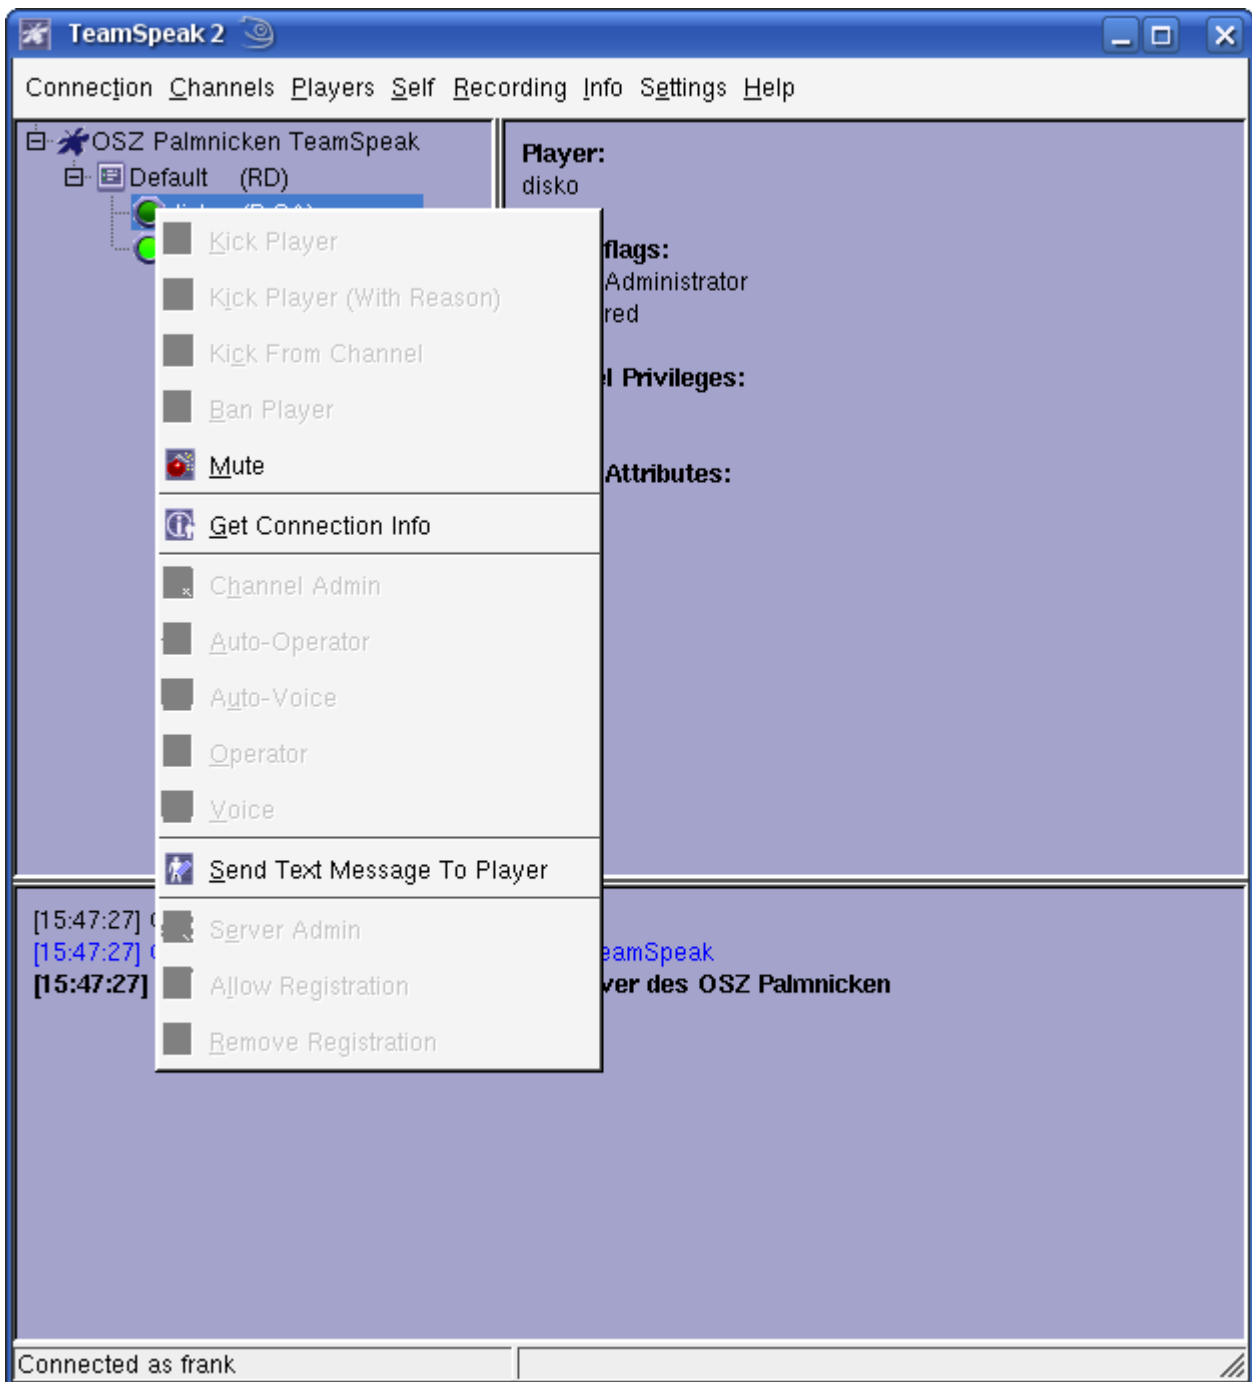 TeamSpeak 2
Connection Channels Players Self Recording Info Settings Help
OSZ Palmnicken TeamSpeak
Default (RD)
Player:
disko
flags:
Administrator
red
Privileges:
Attributes:
Kick Player
Kick Player (With Reason)
Kick From Channel
Ban Player
Mute
Get Connection Info
Channel Admin
Auto-Operator
Auto-Voice
Operator
Voice
Send Text Message To Player
Server Admin
Allow Registration
Remove Registration
[15:47:27]
[15:47:27] eamSpeak
[15:47:27] ver des OSZ Palmnicken
Connected as frank